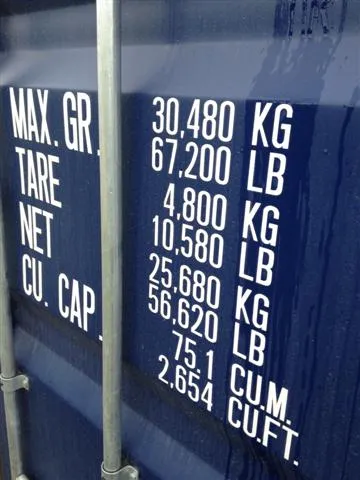 MAX. GR. 30,480 KG
67,200 LB
TARE 4,800 KG
10,580 LB
NET 25,680 KG
56,620 LB
CU. CAP. 75.1 CU.M.
2,654 CU.FT.